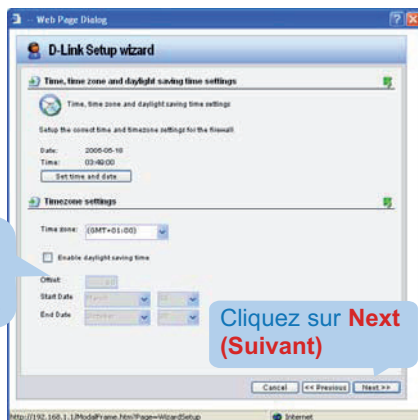 -- Web Page Dialog
D-Link Setup wizard
Time, time zone and daylight saving time settings
Time, time zone and daylight saving time settings
Setup the correct time and timezone settings for the firewall.
Date: 2005-05-10
Time: 03:49:00
Set time and date
Timezone settings
Time zone: (GMT+01:00)
Enable daylight saving time
Offset:
Start Date
End Date
Cliquez sur Next
(Suivant)
Cancel
<< Previous
Next >>
http://192.168.1.1/ModalFrame.htm?Page=WizardSetup
Internet